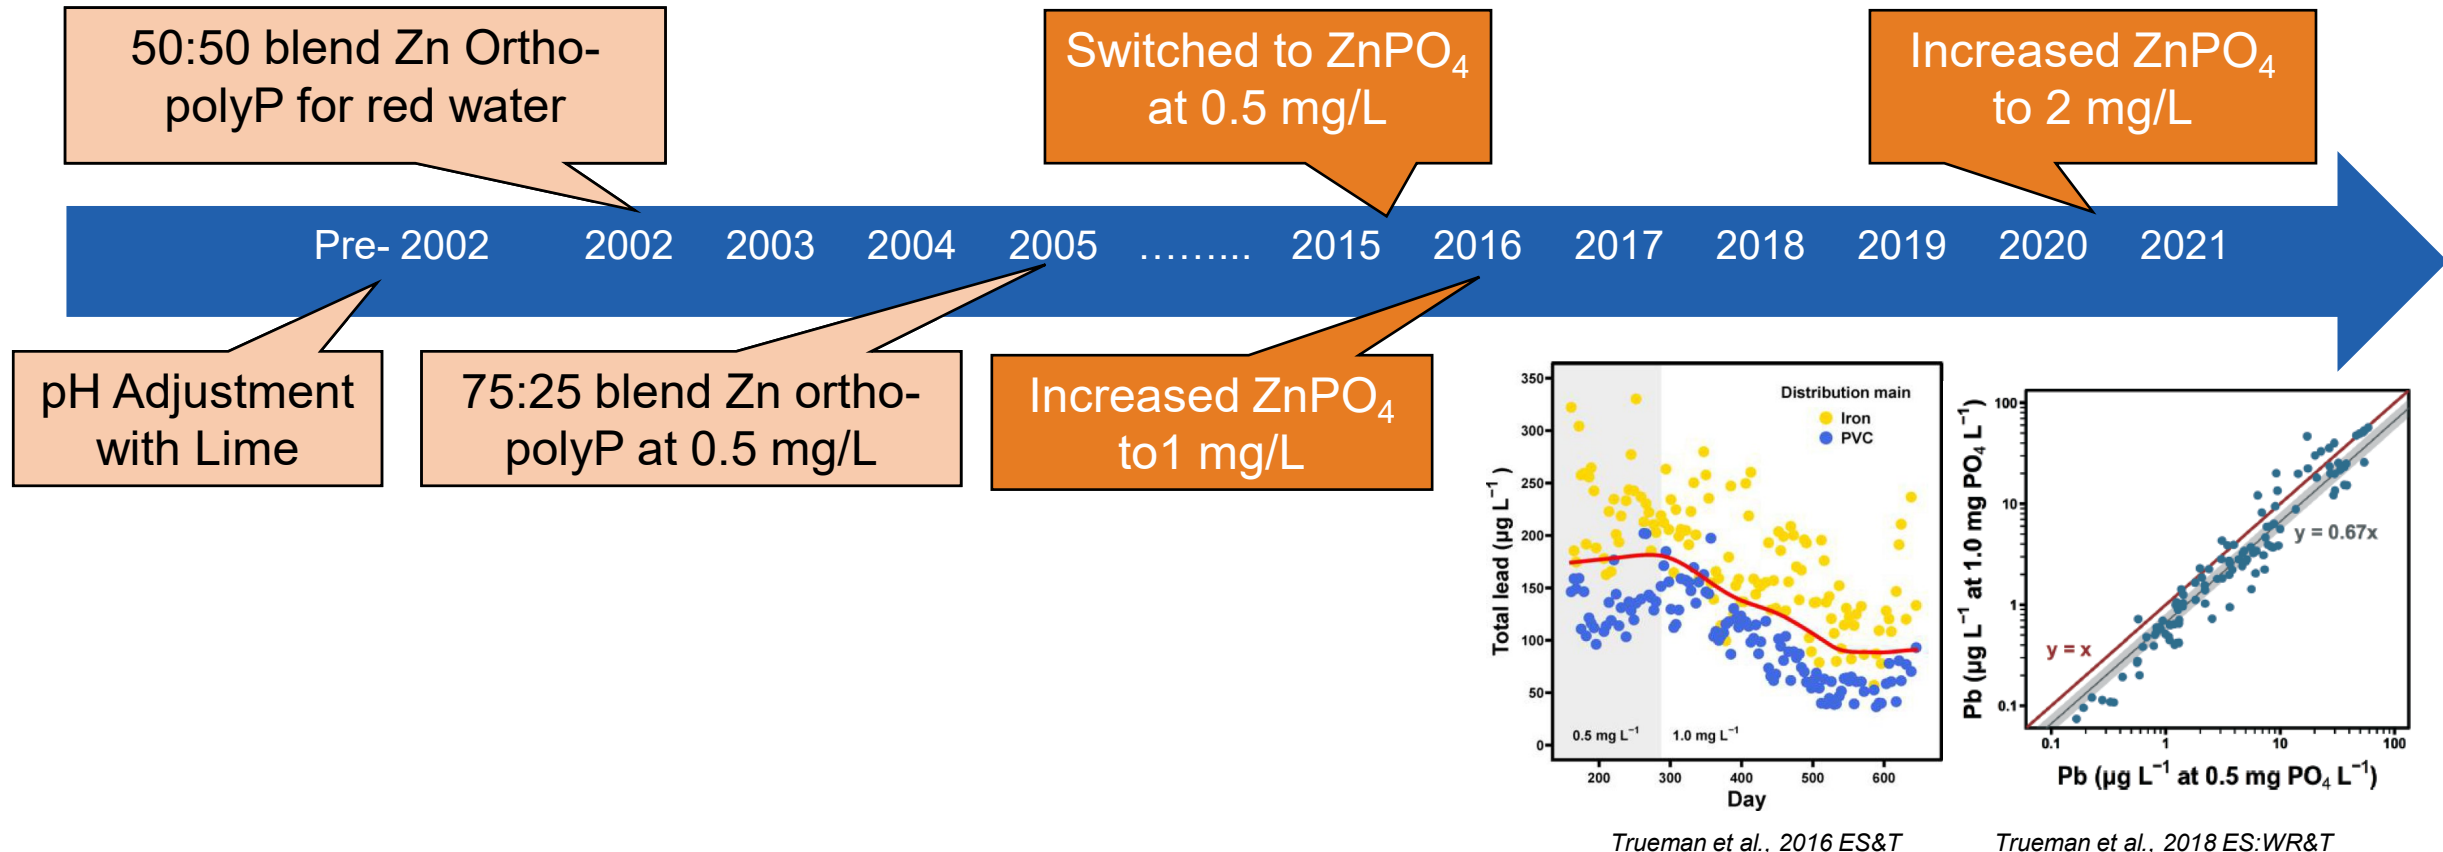 50:50 blend Zn Ortho-
polyP for red water
Switched to ZnPO₄
at 0.5 mg/L
Increased ZnPO₄
to 2 mg/L
Pre- 2002 2002 2003 2004 2005 ……... 2015 2016 2017 2018 2019 2020 2021
pH Adjustment
with Lime
75:25 blend Zn ortho-
polyP at 0.5 mg/L
Increased ZnPO₄
to1 mg/L
Total lead (µg L⁻¹)
350
300
250
200
150
100
50
0
Distribution main
Iron
PVC
0.5 mg L⁻¹ 1.0 mg L⁻¹
200 300 400 500 600
Day
Trueman et al., 2016 ES&T
Pb (µg L⁻¹ at 1.0 mg PO₄ L⁻¹)
100
10
1
0.1
y = 0.67x
y = x
0.1 1 10 100
Pb (µg L⁻¹ at 0.5 mg PO₄ L⁻¹)
Trueman et al., 2018 ES:WR&T